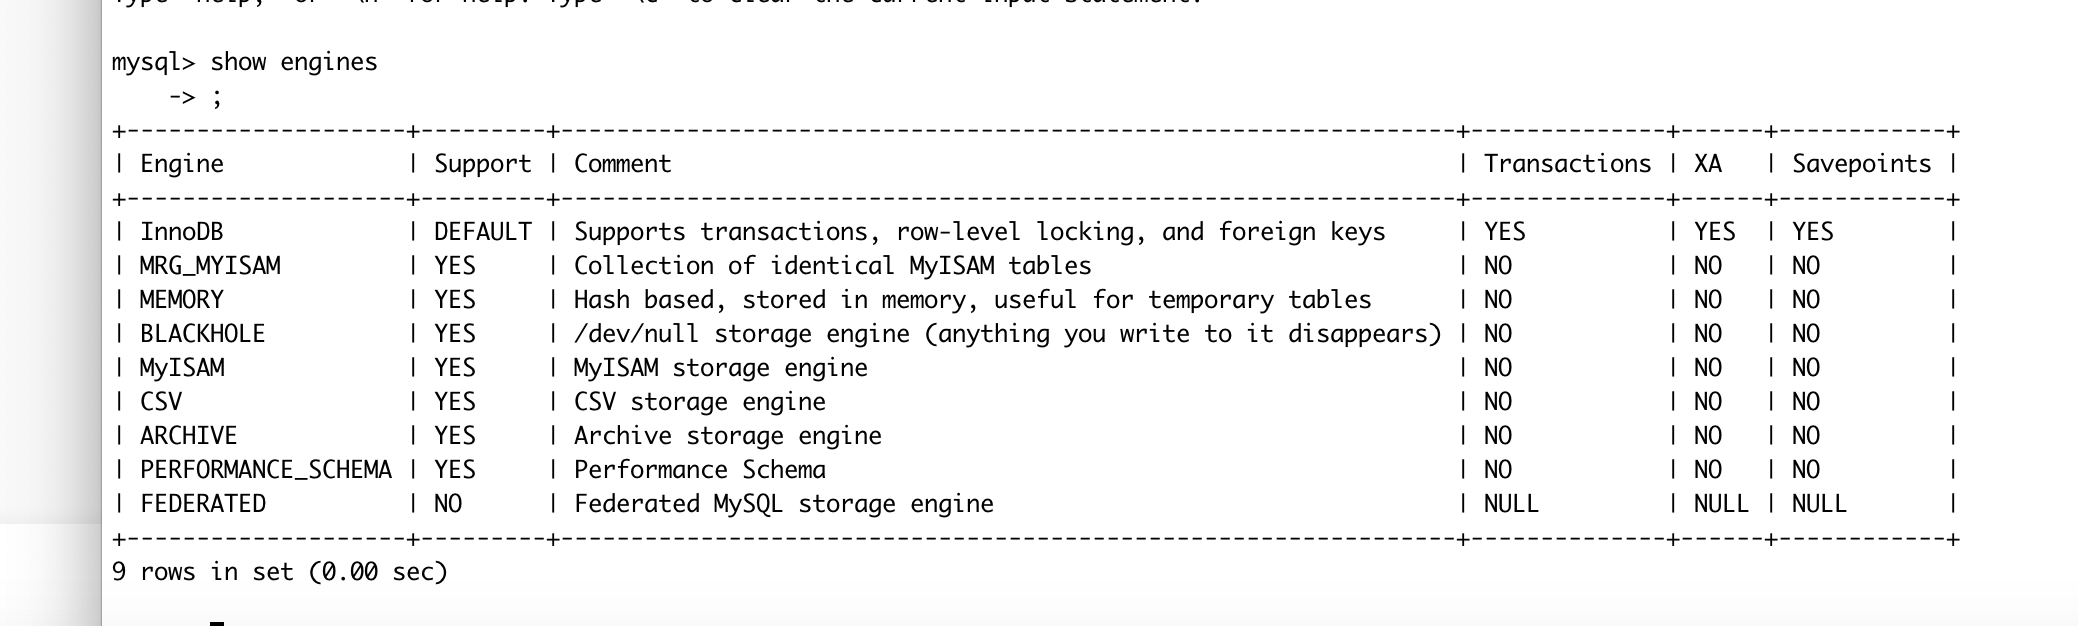 mysql> show engines
    -> ;
+--------------------+---------+----------------------------------------------------------------+--------------+------+------------+
| Engine             | Support | Comment                                                        | Transactions | XA   | Savepoints |
+--------------------+---------+----------------------------------------------------------------+--------------+------+------------+
| InnoDB             | DEFAULT | Supports transactions, row-level locking, and foreign keys     | YES          | YES  | YES        |
| MRG_MYISAM         | YES     | Collection of identical MyISAM tables                          | NO           | NO   | NO         |
| MEMORY             | YES     | Hash based, stored in memory, useful for temporary tables      | NO           | NO   | NO         |
| BLACKHOLE          | YES     | /dev/null storage engine (anything you write to it disappears) | NO           | NO   | NO         |
| MyISAM             | YES     | MyISAM storage engine                                          | NO           | NO   | NO         |
| CSV                | YES     | CSV storage engine                                             | NO           | NO   | NO         |
| ARCHIVE            | YES     | Archive storage engine                                         | NO           | NO   | NO         |
| PERFORMANCE_SCHEMA | YES     | Performance Schema                                             | NO           | NO   | NO         |
| FEDERATED          | NO      | Federated MySQL storage engine                                 | NULL         | NULL | NULL       |
+--------------------+---------+----------------------------------------------------------------+--------------+------+------------+
9 rows in set (0.00 sec)